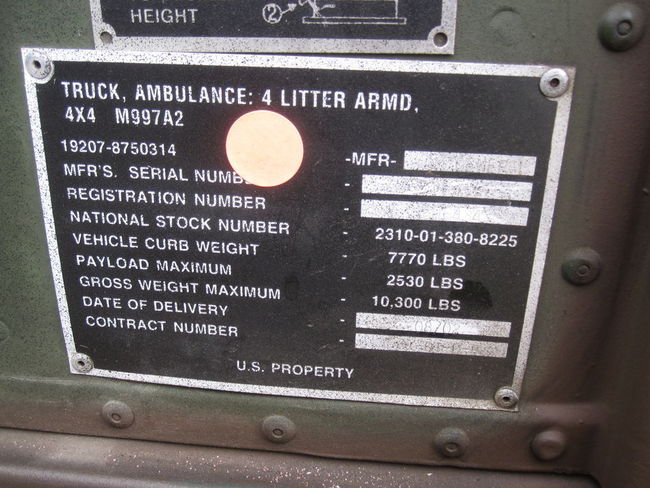 HEIGHT
②
TRUCK, AMBULANCE: 4 LITTER ARMD,
4X4 M997A2
19207-8750314 -MFR-
MFR'S. SERIAL -
REGISTRATION NUMBER -
NATIONAL STOCK NUMBER - 2310-01-380-8225
VEHICLE CURB WEIGHT - 7770 LBS
PAYLOAD MAXIMUM - 2530 LBS
GROSS WEIGHT MAXIMUM - 10,300 LBS
DATE OF DELIVERY -
CONTRACT NUMBER -
U.S. PROPERTY